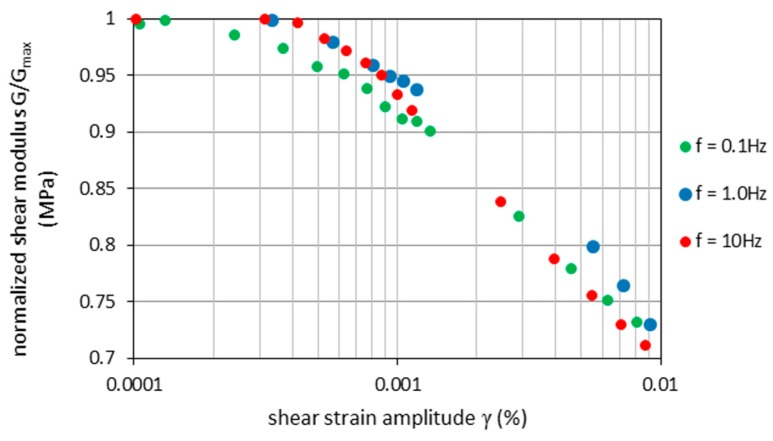 normalized shear modulus G/Gmax
(MPa)
1
0.95
0.9
0.85
0.8
0.75
0.7
0.0001
0.001
0.01
shear strain amplitude γ (%)
f = 0.1Hz
f = 1.0Hz
f = 10Hz